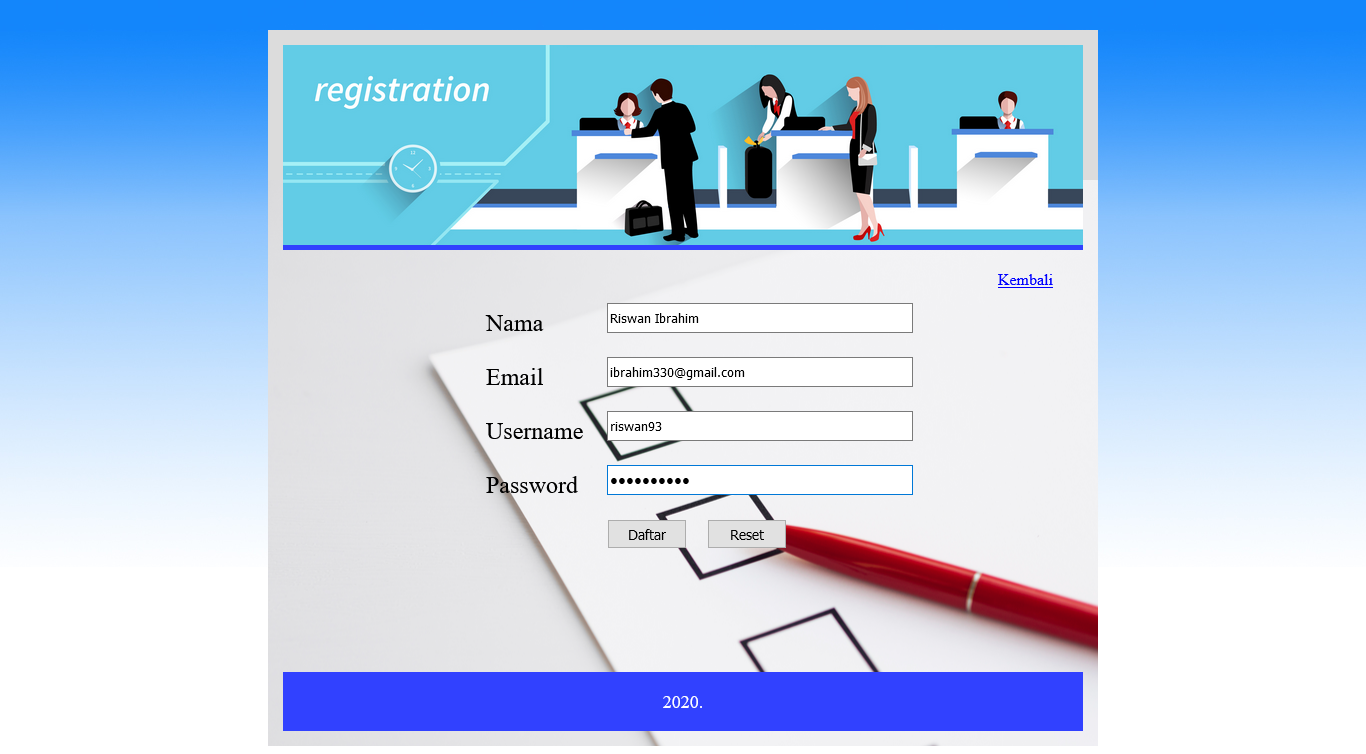 registration
Kembali
Nama Riswan Ibrahim
Email ibrahim330@gmail.com
Username riswan93
Password ••••••••••
Daftar Reset
2020.